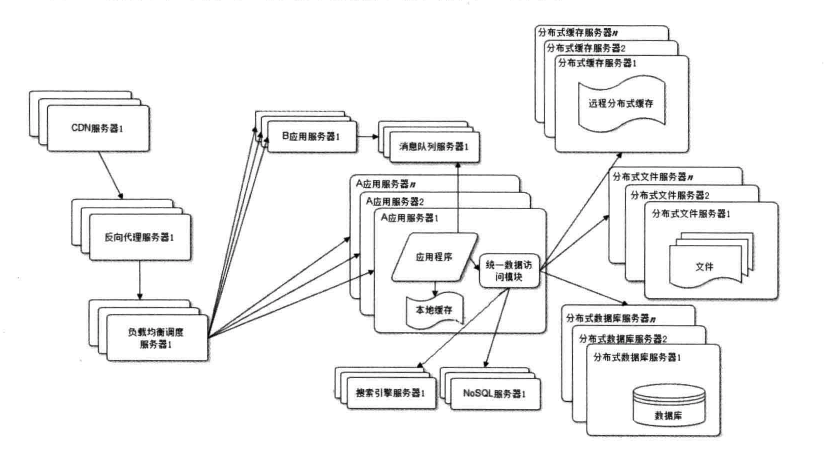 CDN服务器1
反向代理服务器1
负载均衡调度
服务器1
B应用服务器1
消息队列服务器1
A应用服务器n
A应用服务器2
A应用服务器1
应用程序
统一数据访
问模块
本地缓存
搜索引擎服务器1
NoSQL服务器1
分布式缓存服务器n
分布式缓存服务器2
分布式缓存服务器1
远程分布式缓存
分布式文件服务器n
分布式文件服务器2
分布式文件服务器1
文件
分布式数据库服务器n
分布式数据库服务器2
分布式数据库服务器1
数据库